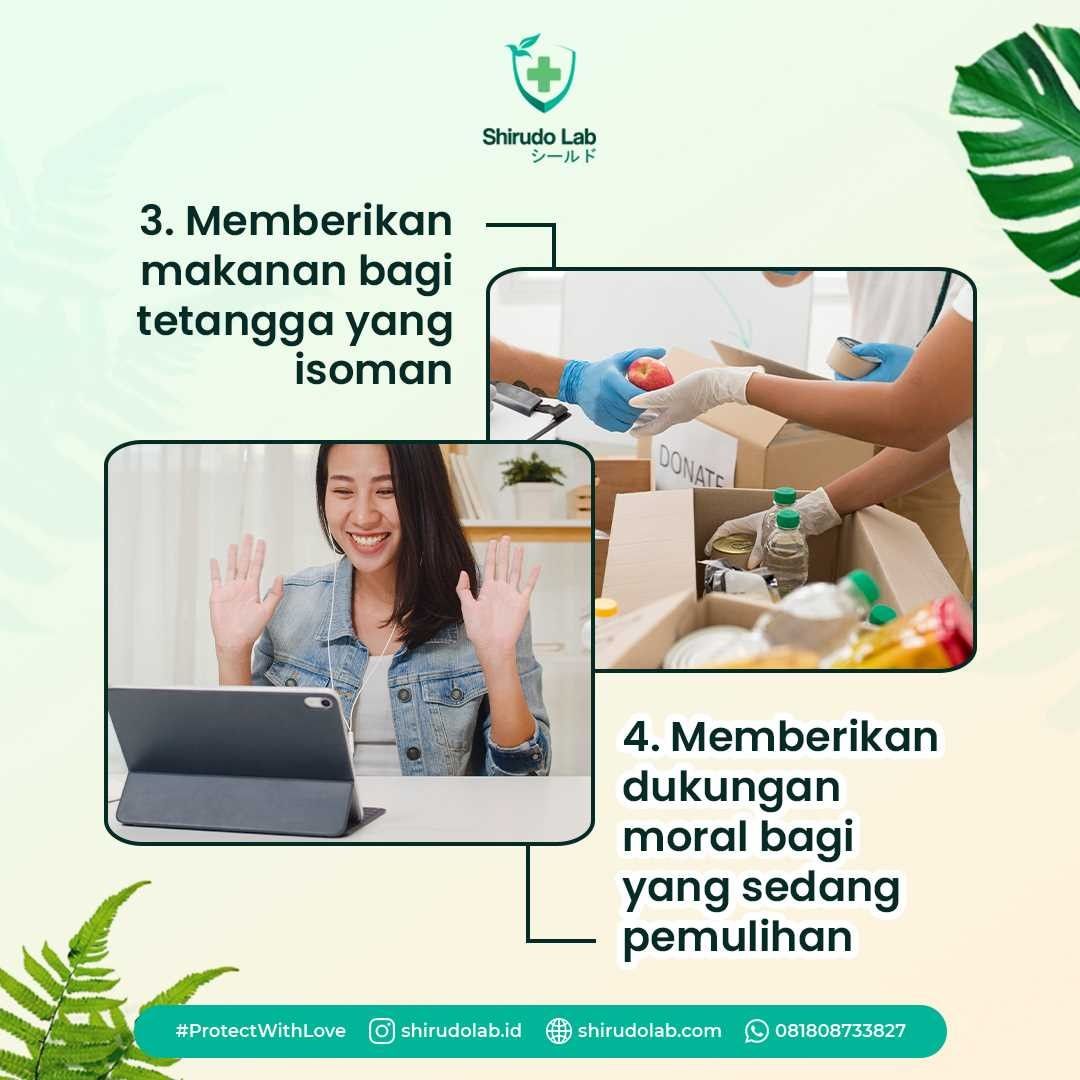 Shirudo Lab
シールド
3. Memberikan
makanan bagi
tetangga yang
isoman
DONATE
4. Memberikan
dukungan
moral bagi
yang sedang
pemulihan
#ProtectWithLove shirudolab.id shirudolab.com 081808733827